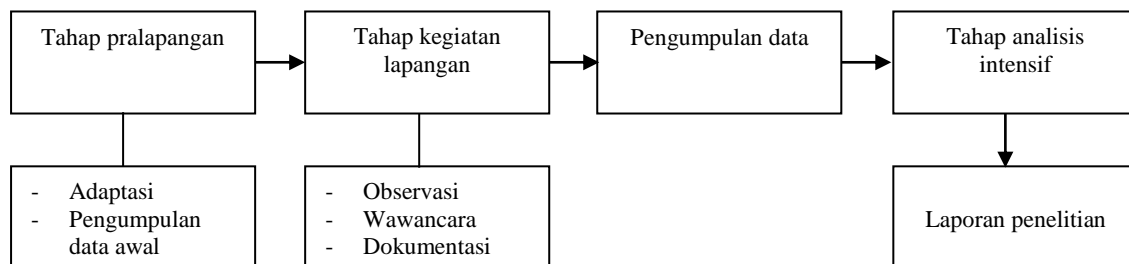 Tahap pralapangan
Tahap kegiatan
lapangan
Pengumpulan data
Tahap analisis
intensif
- Adaptasi
- Pengumpulan
data awal
- Observasi
- Wawancara
- Dokumentasi
Laporan penelitian